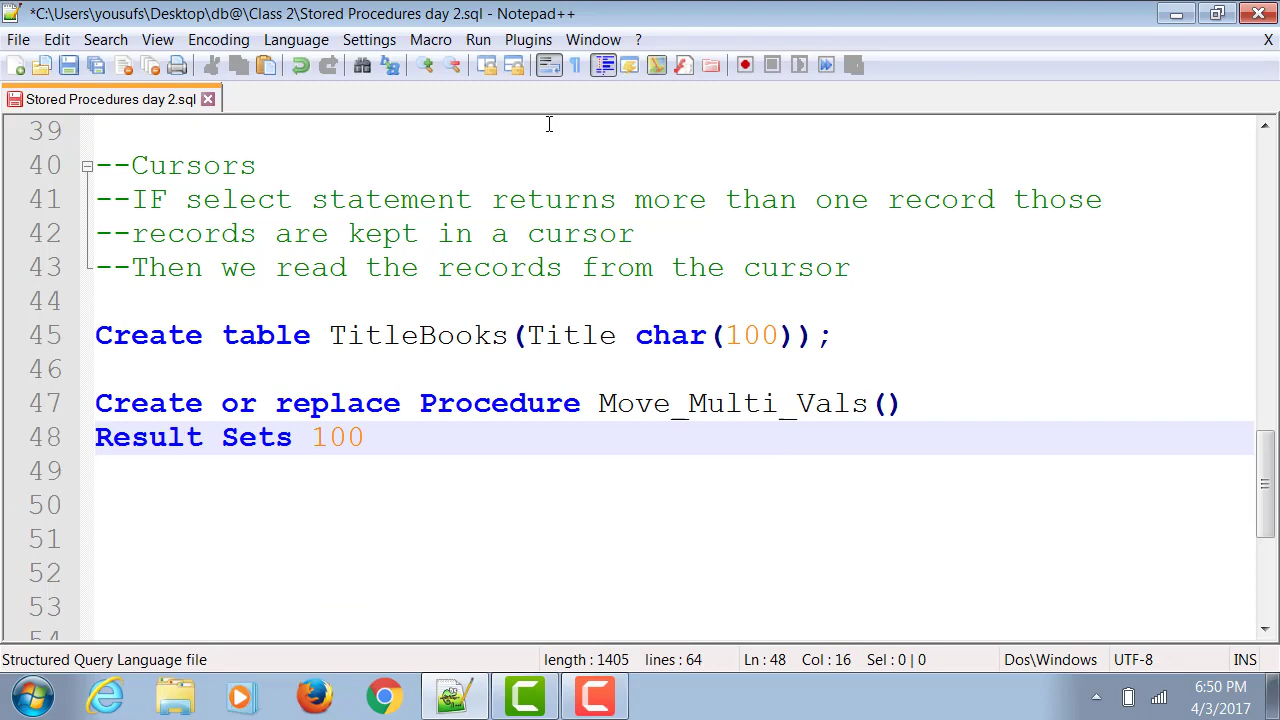 *C:\Users\yousufs\Desktop\db@\Class 2\Stored Procedures day 2.sql - Notepad++
File Edit Search View Encoding Language Settings Macro Run Plugins Window ? X
Stored Procedures day 2.sql
39
40 --Cursors
41 --IF select statement returns more than one record those
42 --records are kept in a cursor
43 --Then we read the records from the cursor
44
45 Create table TitleBooks(Title char(100));
46
47 Create or replace Procedure Move_Multi_Vals()
48 Result Sets 100
49
50
51
52
53
54
Structured Query Language file length : 1405 lines : 64 Ln : 48 Col : 16 Sel : 0 | 0 Dos\Windows UTF-8 INS
6:50 PM
4/3/2017